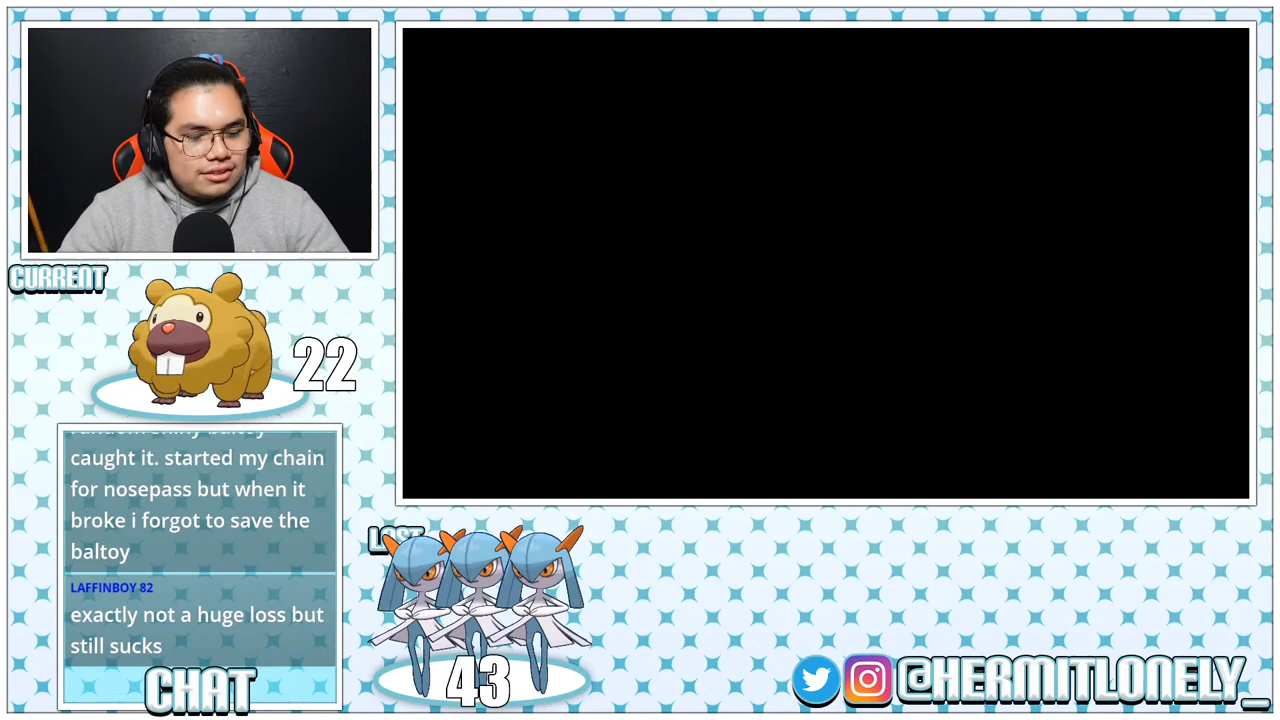 CURRENT
22
caught it. started my chain
for nosepass but when it
broke i forgot to save the
baltoy
LAFFINBOY 82
exactly not a huge loss but
still sucks
CHAT
LOST
43
@HERMITLONELY_